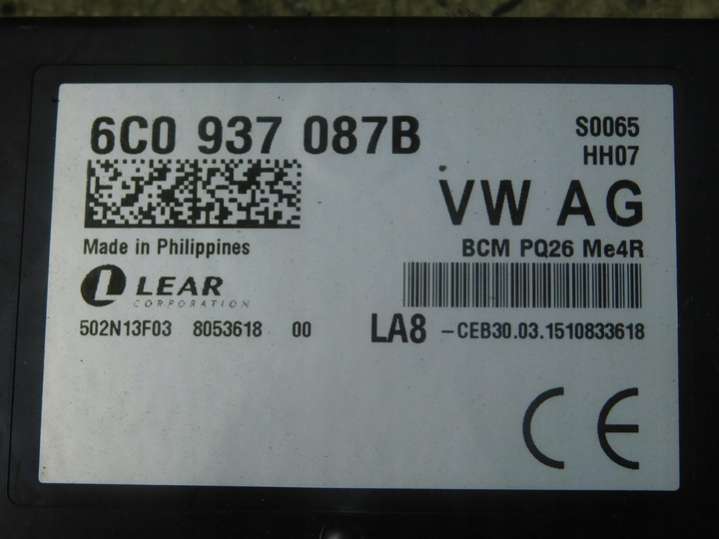 6C0 937 087B
S0065
HH07
VW AG
Made in Philippines
BCM PQ26 Me4R
LEAR
CORPORATION
502N13F03 8053618 00
LA8 -CEB30.03.1510833618
CE